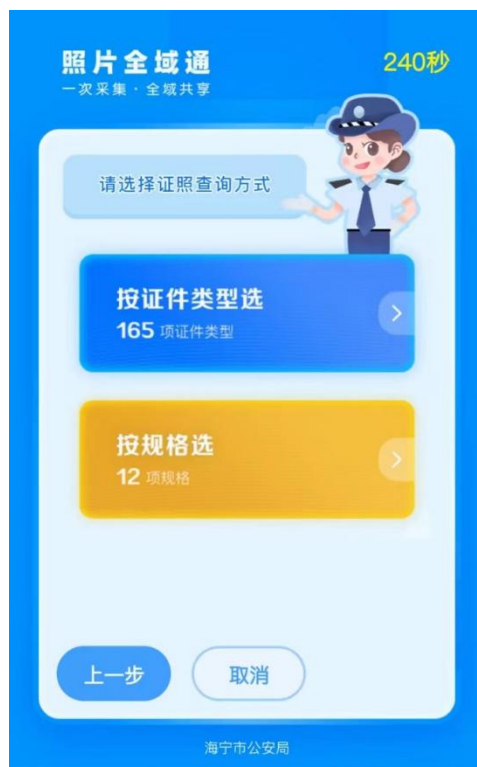 照片全域通
240秒
一次采集·全域共享
请选择证照查询方式
按证件类型选
165 项证件类型
按规格选
12 项规格
上一步
取消
海宁市公安局